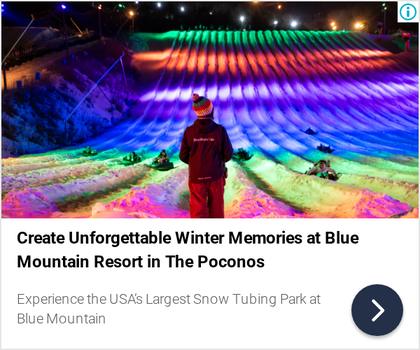 Create Unforgettable Winter Memories at Blue
Mountain Resort in The Poconos
Experience the USA's Largest Snow Tubing Park at
Blue Mountain